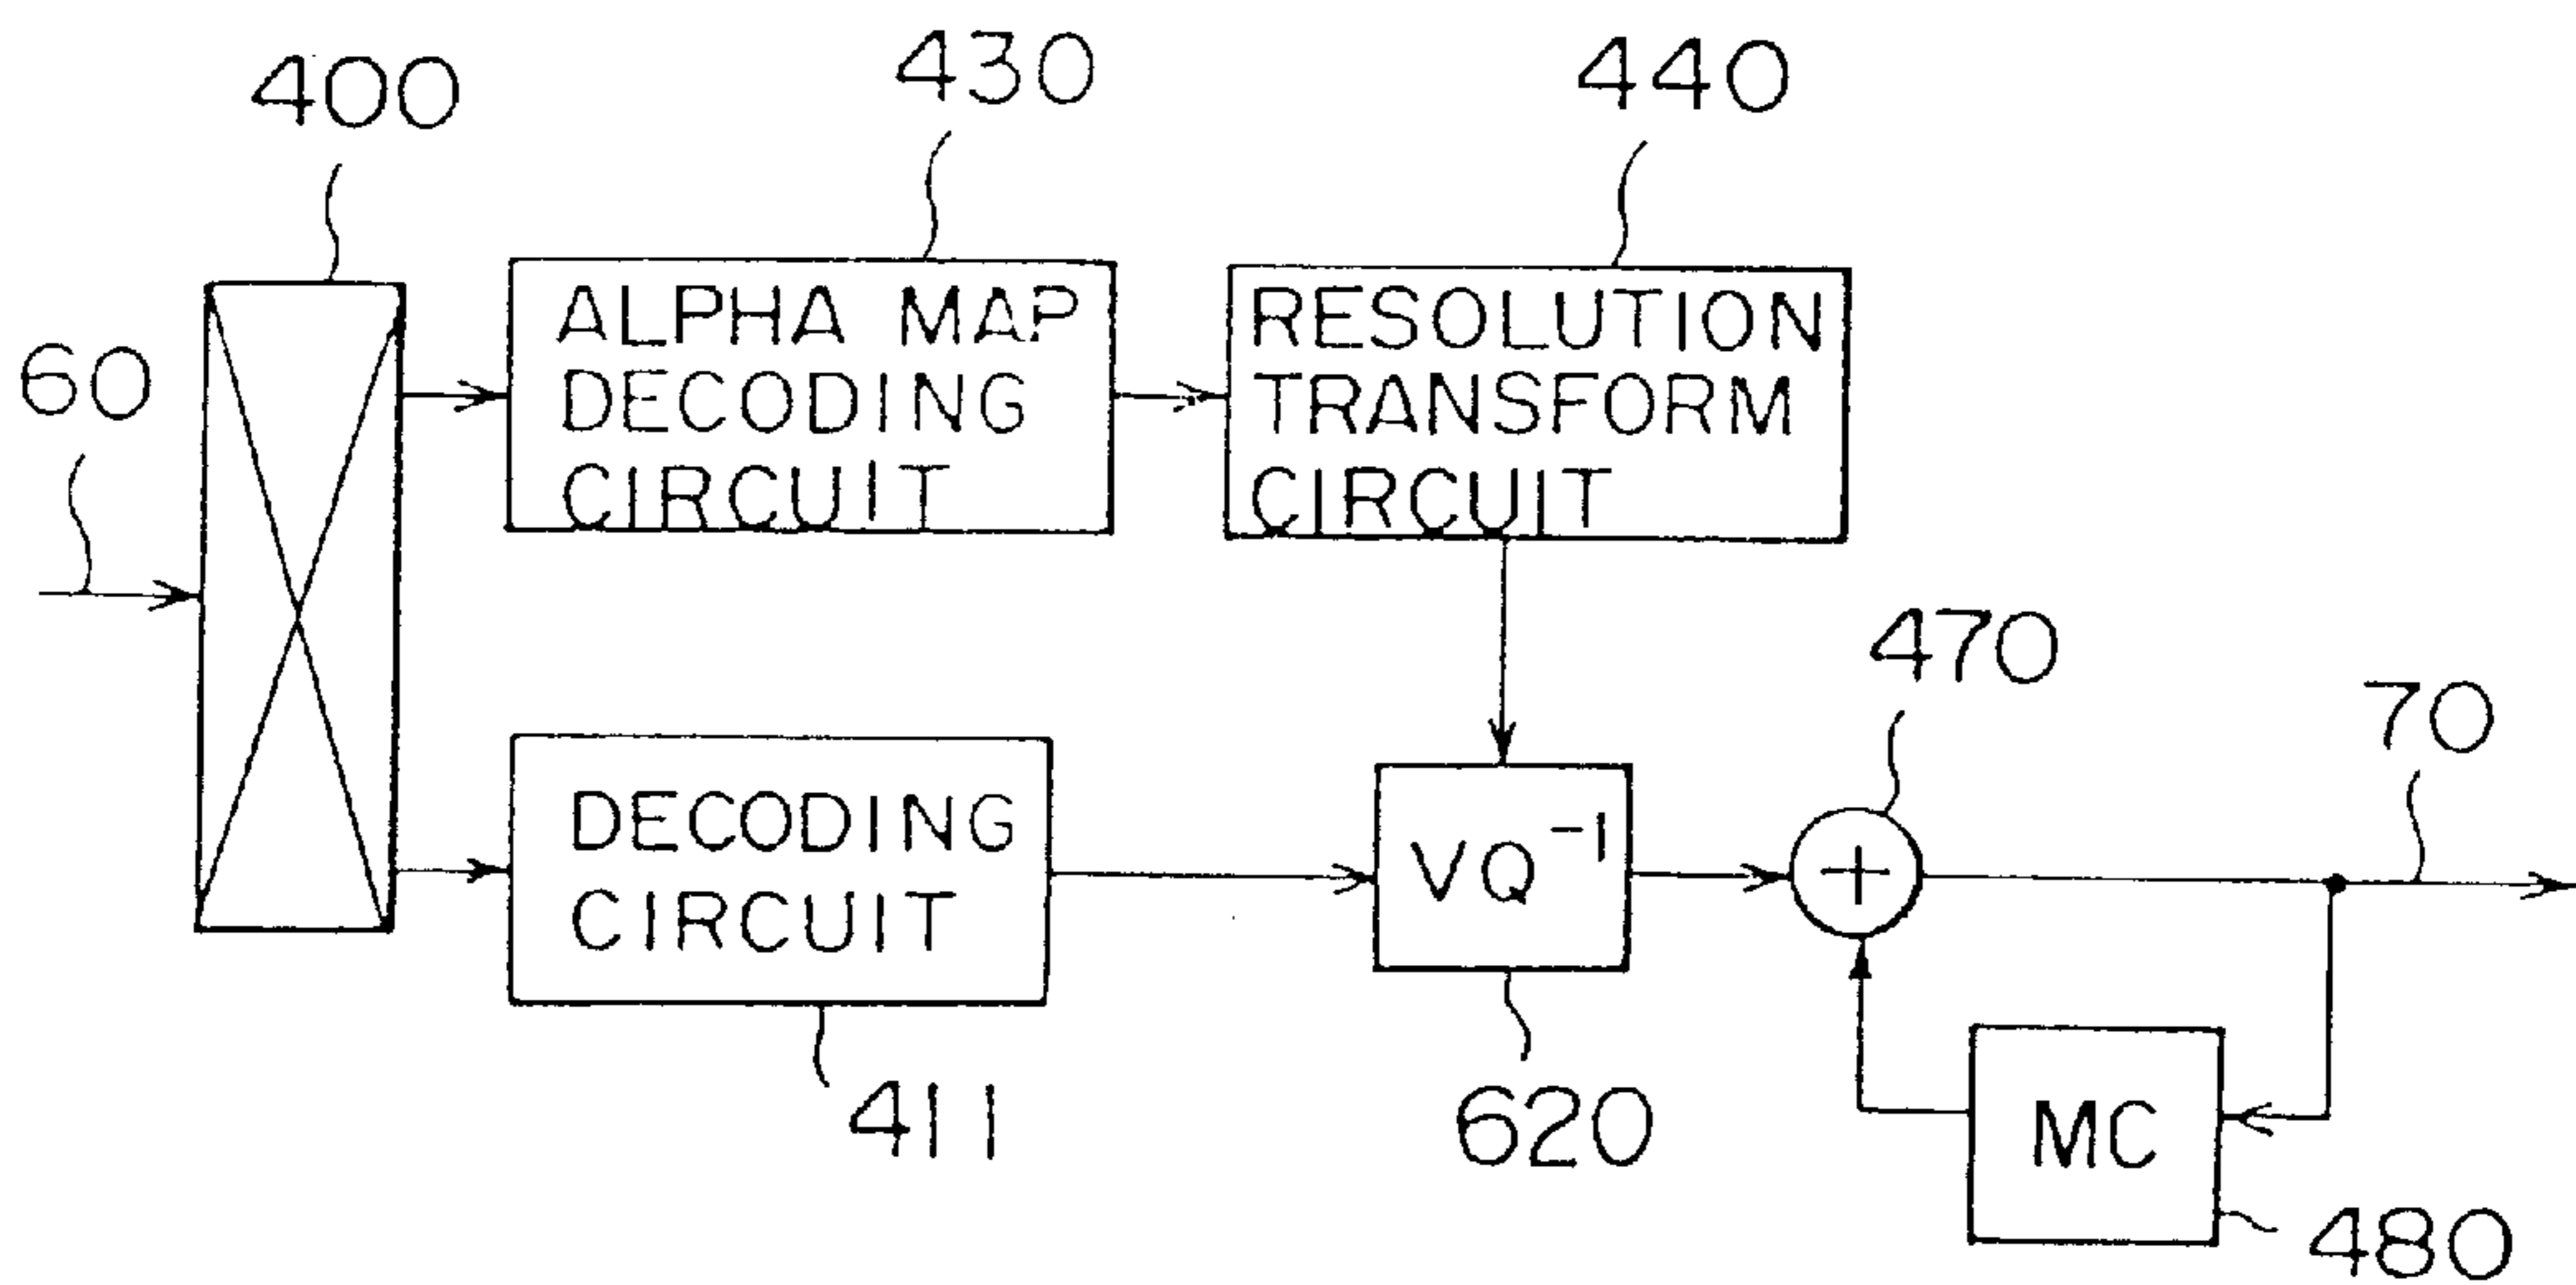 400
430
440
60
ALPHA MAP
DECODING
CIRCUIT
RESOLUTION
TRANSFORM
CIRCUIT
470
70
DECODING
CIRCUIT
VQ⁻¹
411
620
MC
480